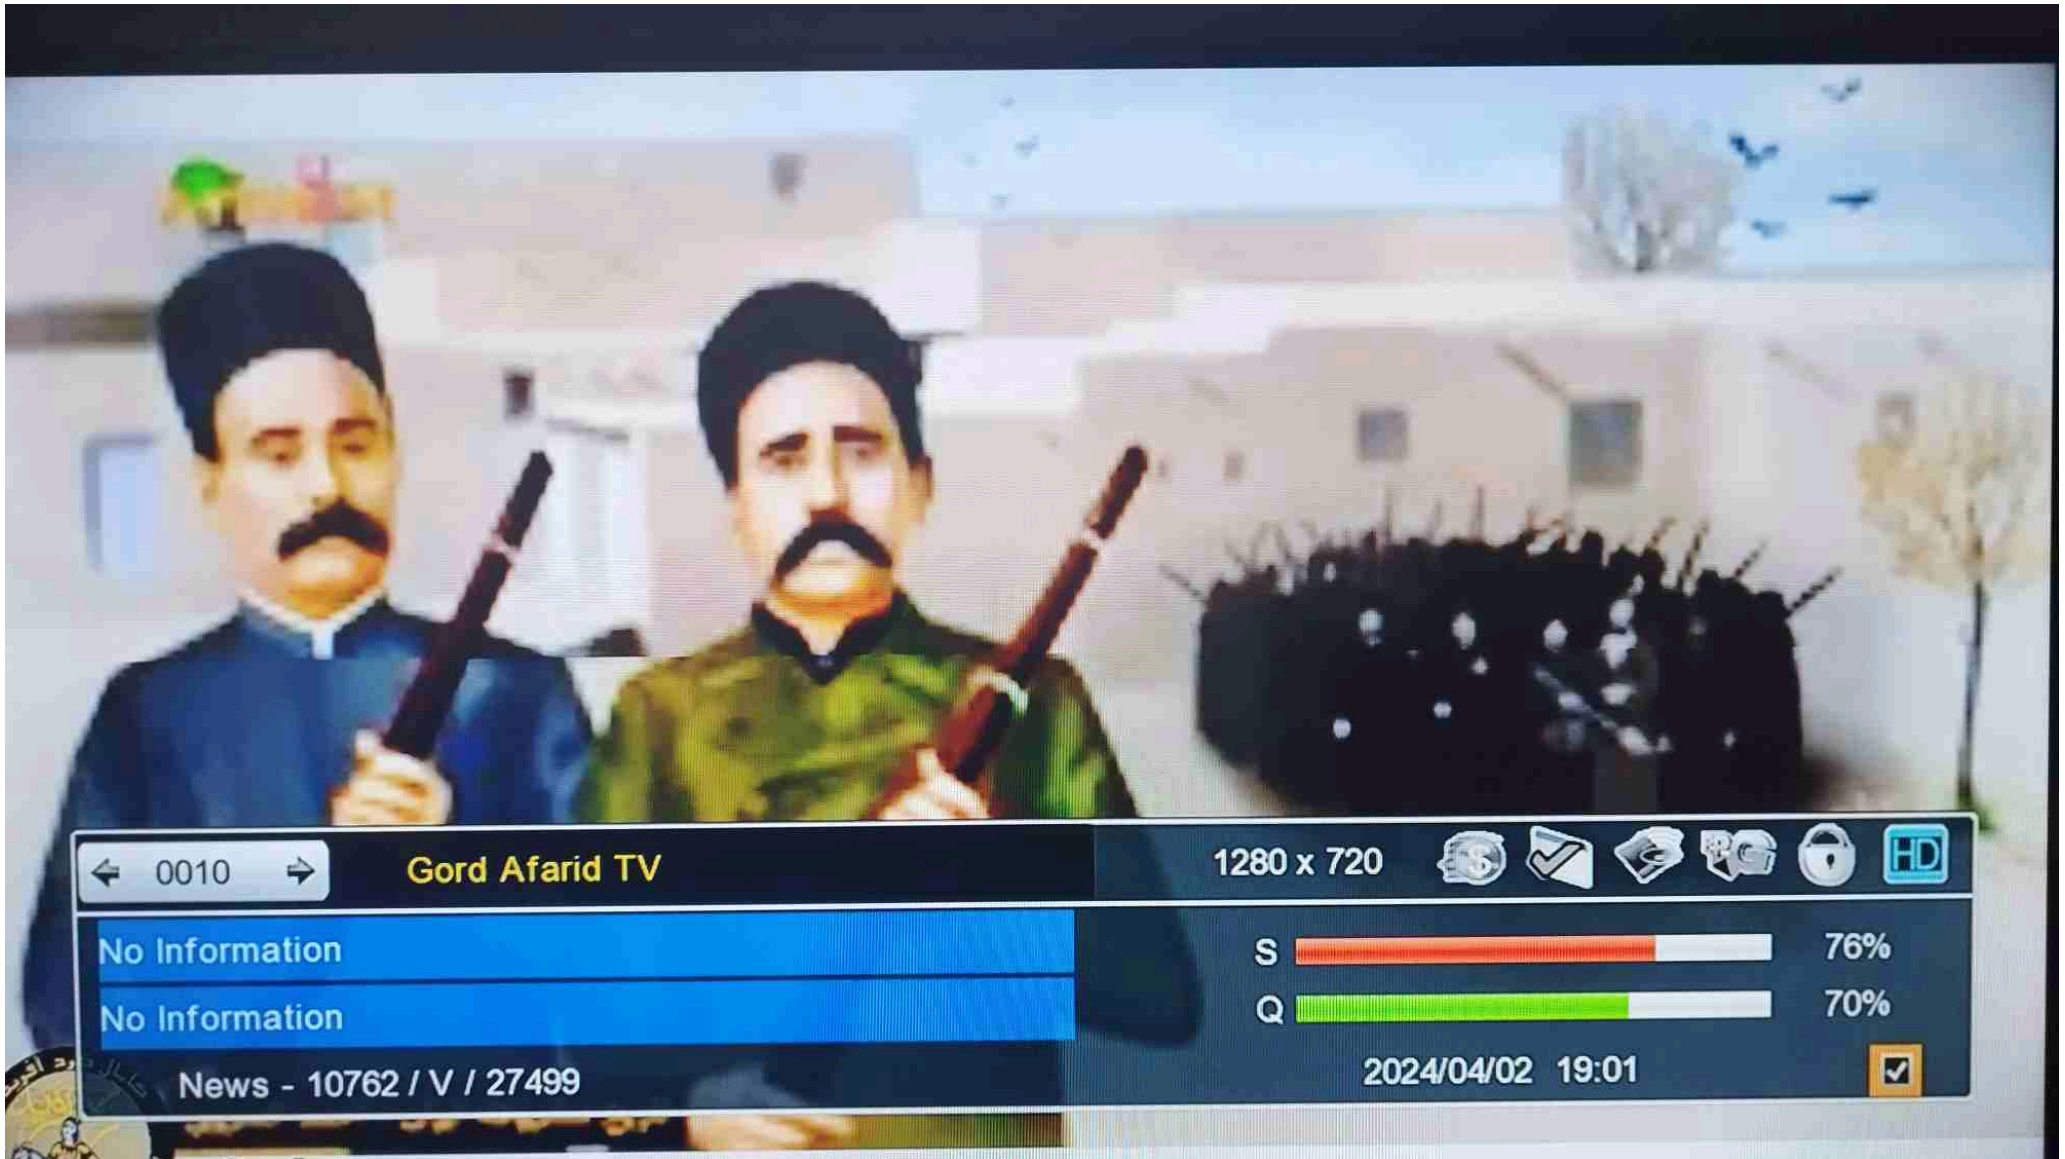 0010
Gord Afarid TV
1280 x 720
HD
No Information
S 76%
No Information
Q 70%
News - 10762 / V / 27499
2024/04/02 19:01